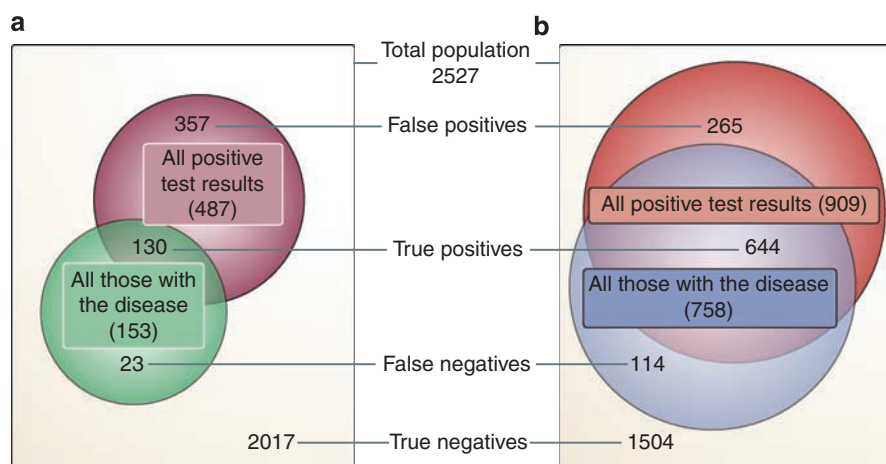 a
b
Total population
2527
357
False positives
265
All positive
test results
(487)
All positive test results (909)
130
True positives
644
All those with
the disease
(153)
All those with the disease
(758)
23
False negatives
114
2017
True negatives
1504